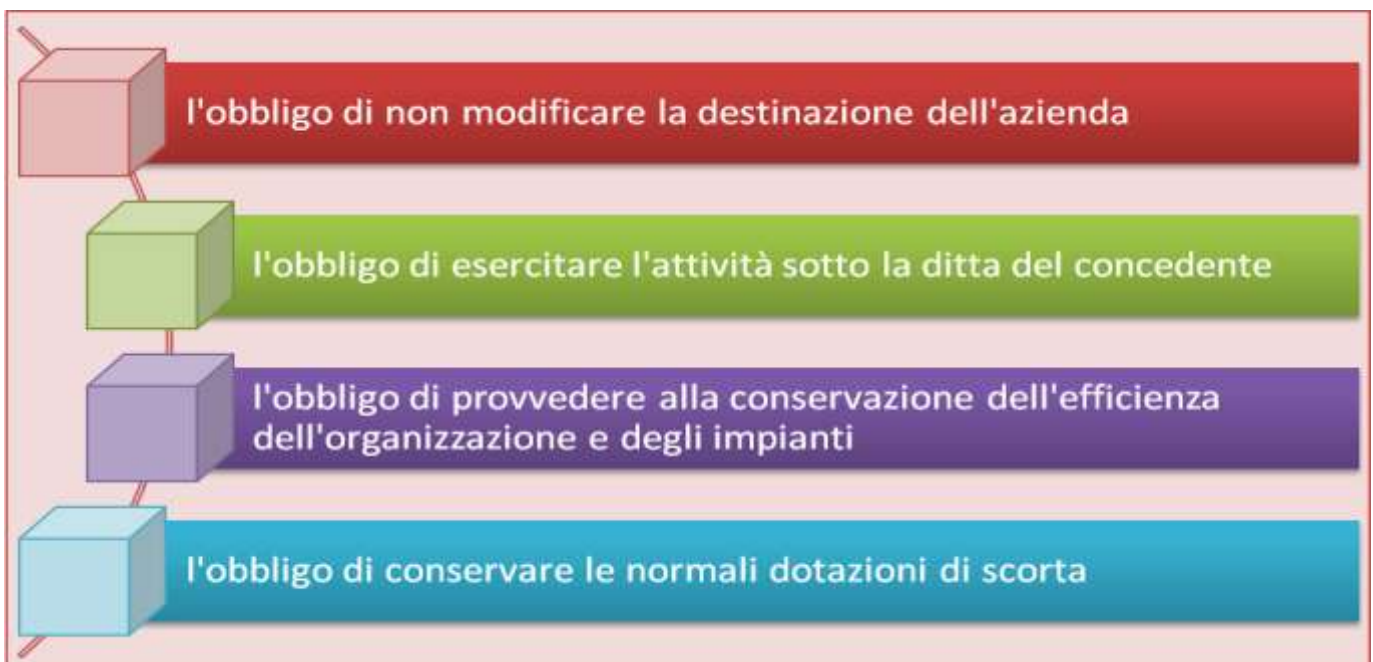 l'obbligo di non modificare la destinazione dell'azienda
l'obbligo di esercitare l'attività sotto la ditta del concedente
l'obbligo di provvedere alla conservazione dell'efficienza
dell'organizzazione e degli impianti
l'obbligo di conservare le normali dotazioni di scorta